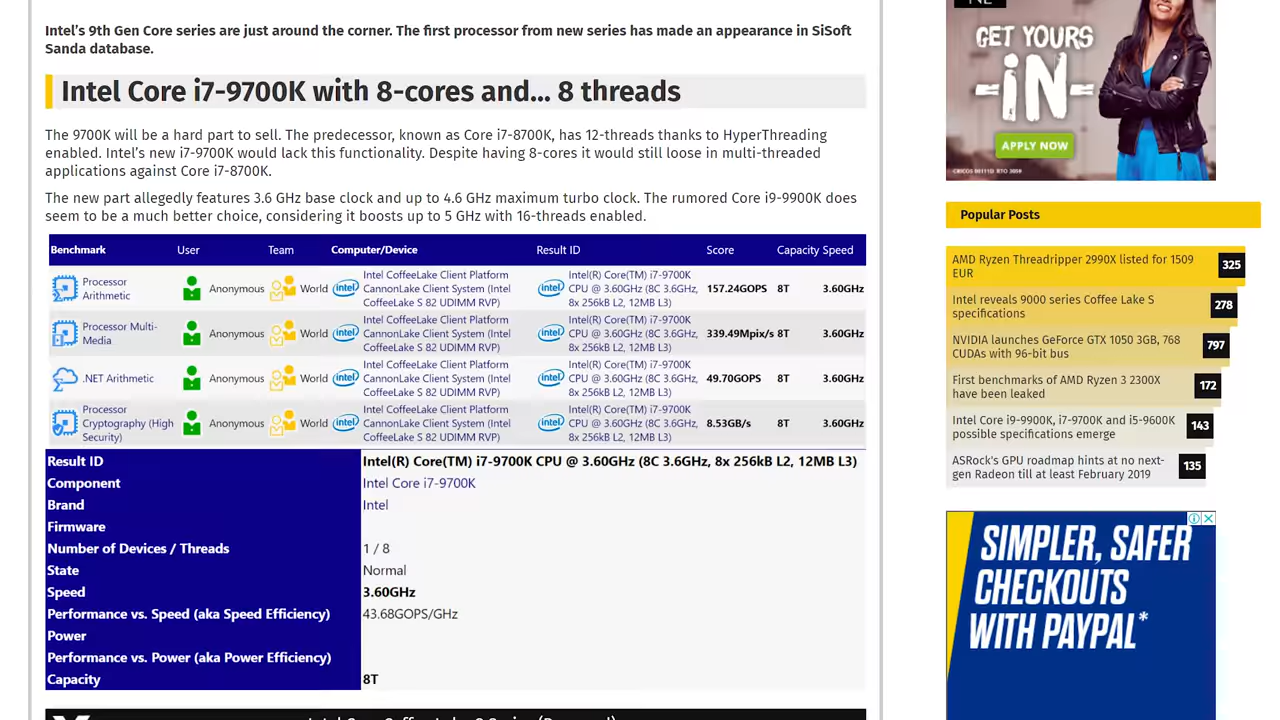 Intel's 9th Gen Core series are just around the corner. The first processor from new series has made an appearance in SiSoft
Sanda database.
Intel Core i7-9700K with 8-cores and... 8 threads
The 9700K will be a hard part to sell. The predecessor, known as Core i7-8700K, has 12-threads thanks to HyperThreading
enabled. Intel's new i7-9700K would lack this functionality. Despite having 8-cores it would still loose in multi-threaded
applications against Core i7-8700K.
The new part allegedly features 3.6 GHz base clock and up to 4.6 GHz maximum turbo clock. The rumored Core i9-9900K does
seem to be a much better choice, considering it boosts up to 5 GHz with 16-threads enabled.
Benchmark User Team Computer/Device Result ID Score Capacity Speed
Processor Arithmetic Anonymous World intel Intel CoffeeLake Client Platform CannonLake Client System (Intel CoffeeLake S 82 UDIMM RVP) intel Intel(R) Core(TM) i7-9700K CPU @ 3.60GHz (8C 3.6GHz, 8x 256kB L2, 12MB L3) 157.24GOPS 8T 3.60GHz
Processor Multi-Media Anonymous World intel Intel CoffeeLake Client Platform CannonLake Client System (Intel CoffeeLake S 82 UDIMM RVP) intel Intel(R) Core(TM) i7-9700K CPU @ 3.60GHz (8C 3.6GHz, 8x 256kB L2, 12MB L3) 339.49Mpix/s 8T 3.60GHz
.NET Arithmetic Anonymous World intel Intel CoffeeLake Client Platform CannonLake Client System (Intel CoffeeLake S 82 UDIMM RVP) intel Intel(R) Core(TM) i7-9700K CPU @ 3.60GHz (8C 3.6GHz, 8x 256kB L2, 12MB L3) 49.70GOPS 8T 3.60GHz
Processor Cryptography (High Security) Anonymous World intel Intel CoffeeLake Client Platform CannonLake Client System (Intel CoffeeLake S 82 UDIMM RVP) intel Intel(R) Core(TM) i7-9700K CPU @ 3.60GHz (8C 3.6GHz, 8x 256kB L2, 12MB L3) 8.53GB/s 8T 3.60GHz
Result ID Intel(R) Core(TM) i7-9700K CPU @ 3.60GHz (8C 3.6GHz, 8x 256kB L2, 12MB L3)
Component Intel Core i7-9700K
Brand Intel
Firmware
Number of Devices / Threads 1 / 8
State Normal
Speed 3.60GHz
Performance vs. Speed (aka Speed Efficiency) 43.68GOPS/GHz
Power
Performance vs. Power (aka Power Efficiency)
Capacity 8T
GET YOURS
-iN-
APPLY NOW
Popular Posts
AMD Ryzen Threadripper 2990X listed for 1509
EUR
325
Intel reveals 9000 series Coffee Lake S
specifications
278
NVIDIA launches GeForce GTX 1050 3GB, 768
CUDAs with 96-bit bus
797
First benchmarks of AMD Ryzen 3 2300X
have been leaked
172
Intel Core i9-9900K, i7-9700K and i5-9600K
possible specifications emerge
143
ASRock's GPU roadmap hints at no next-
gen Radeon till at least February 2019
135
SIMPLER, SAFER
CHECKOUTS
WITH PAYPAL*